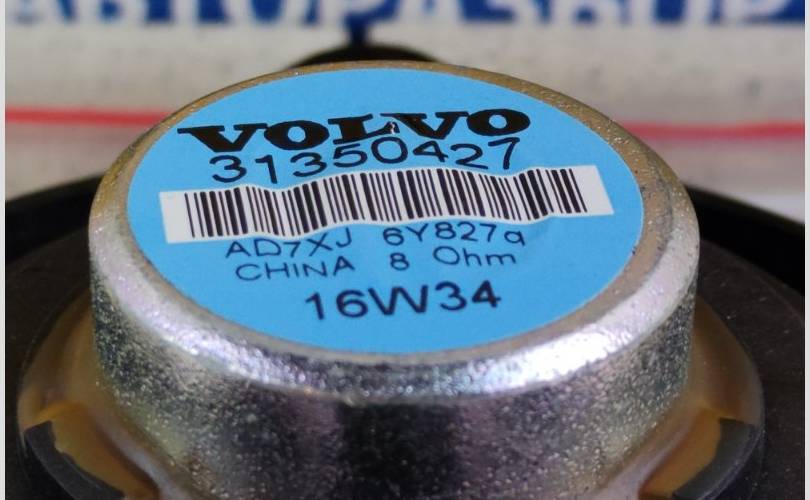 VOLVO
31350427
AD7XJ 6Y827a
CHINA 8 Ohm
16W34